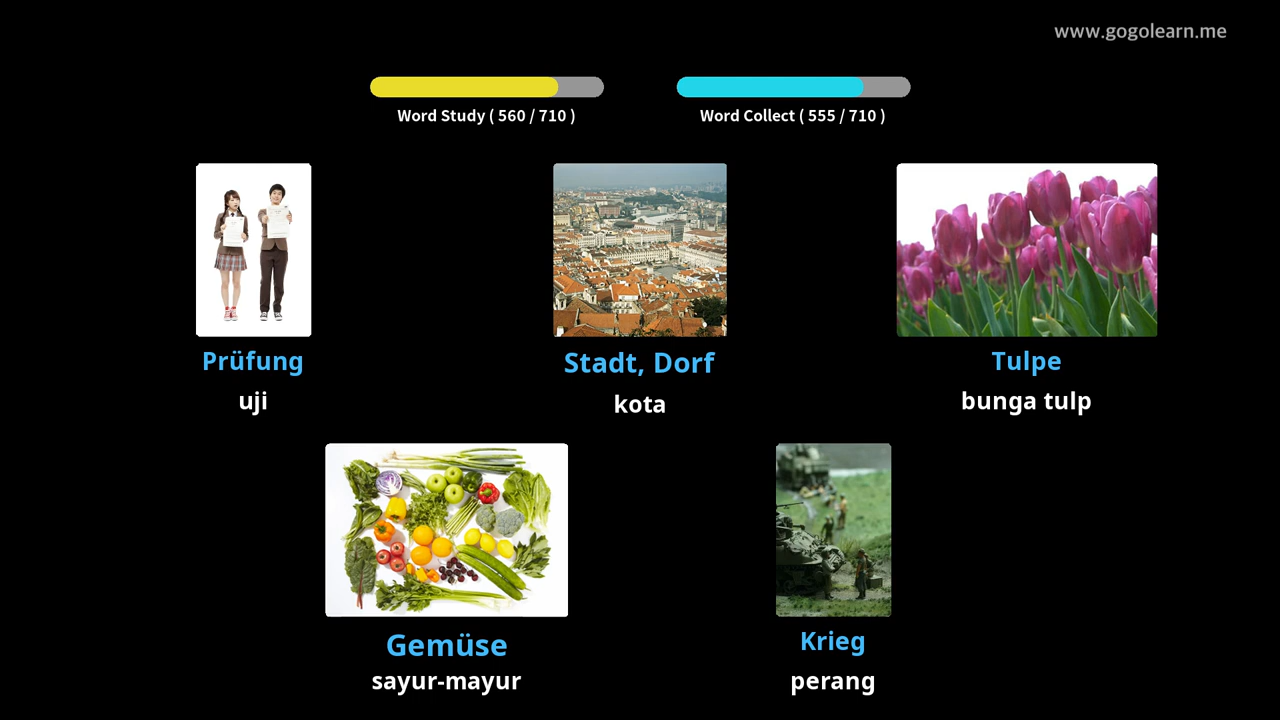 www.gogolearn.me
Word Study ( 560 / 710 )
Word Collect ( 555 / 710 )
Prüfung
uji
Stadt, Dorf
kota
Tulpe
bunga tulp
Gemüse
sayur-mayur
Krieg
perang